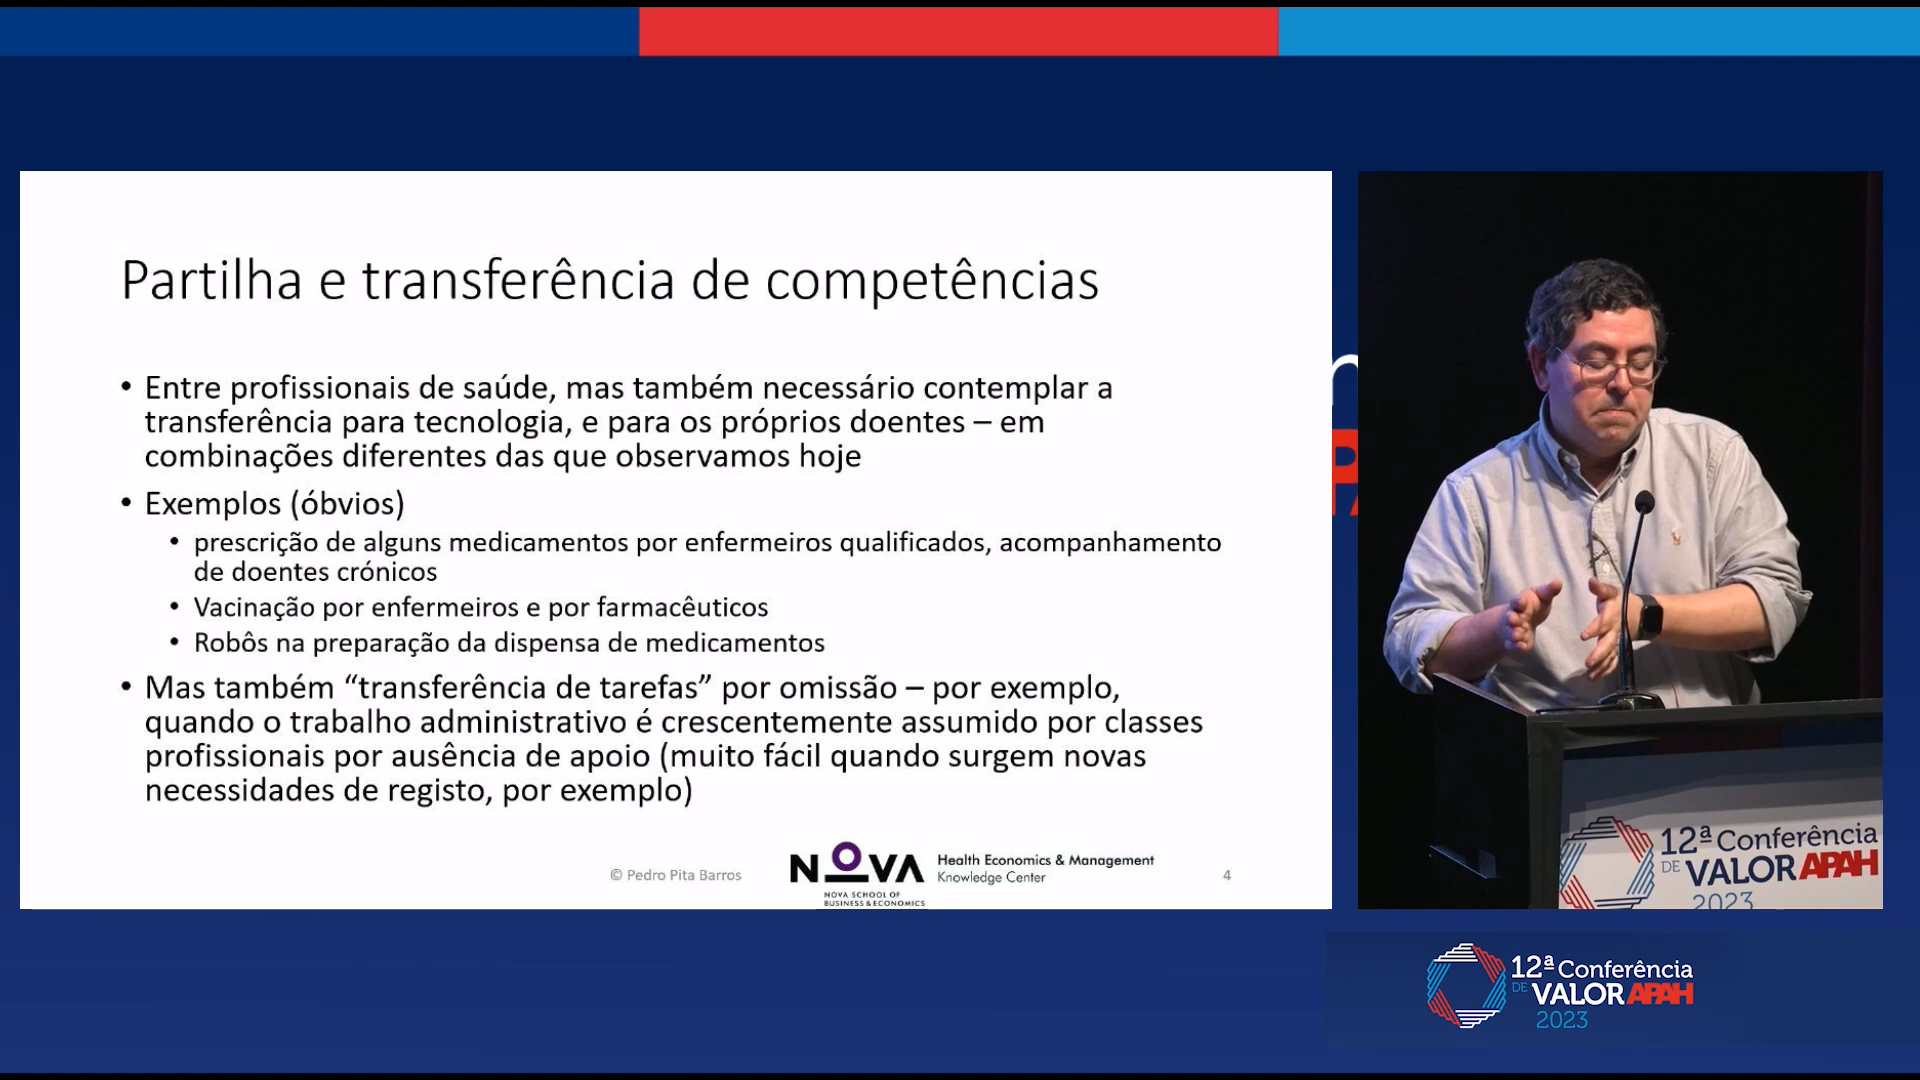 Partilha e transferência de competências
• Entre profissionais de saúde, mas também necessário contemplar a
transferência para tecnologia, e para os próprios doentes – em
combinações diferentes das que observamos hoje
• Exemplos (óbvios)
• prescrição de alguns medicamentos por enfermeiros qualificados, acompanhamento
de doentes crónicos
• Vacinação por enfermeiros e por farmacêuticos
• Robôs na preparação da dispensa de medicamentos
• Mas também “transferência de tarefas” por omissão – por exemplo,
quando o trabalho administrativo é crescentemente assumido por classes
profissionais por ausência de apoio (muito fácil quando surgem novas
necessidades de registo, por exemplo)
© Pedro Pita Barros
NOVA
NOVA SCHOOL OF
BUSINESS & ECONOMICS
Health Economics & Management
Knowledge Center
4
12ª Conferência
DE VALOR APAH
2023
12ª Conferência
DE VALOR APAH
2023